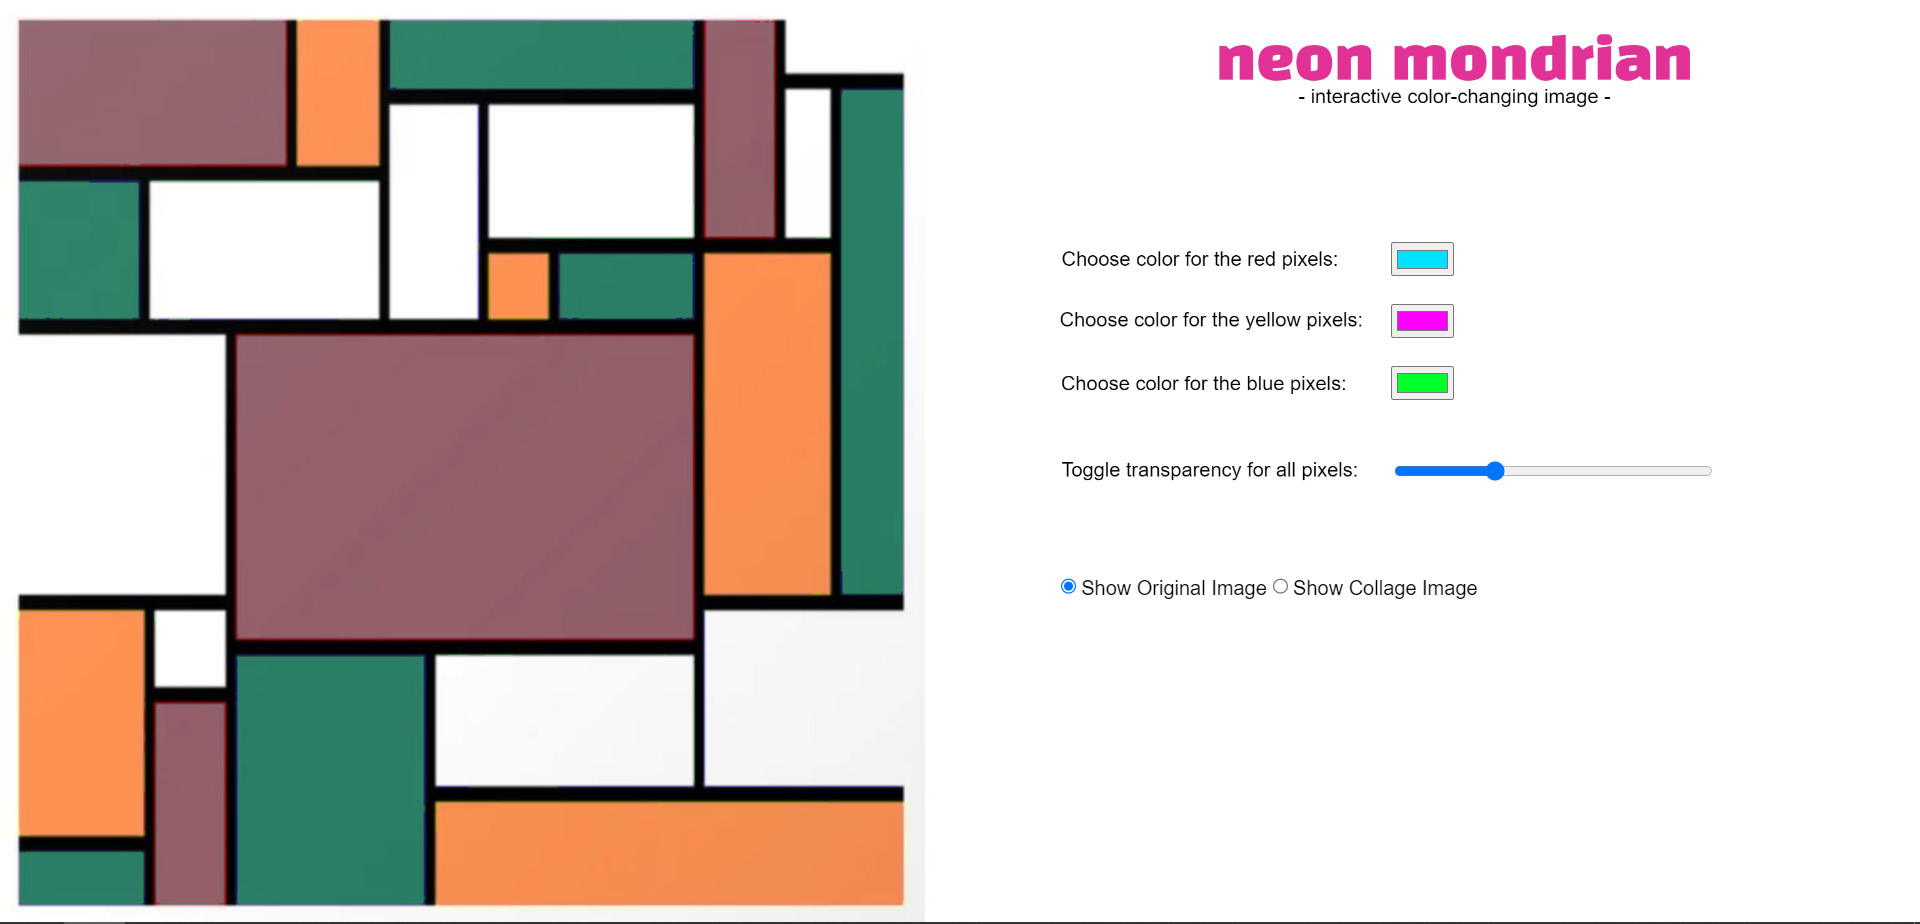 neon mondrian
- interactive color-changing image -
Choose color for the red pixels:
Choose color for the yellow pixels:
Choose color for the blue pixels:
Toggle transparency for all pixels:
Show Original Image Show Collage Image